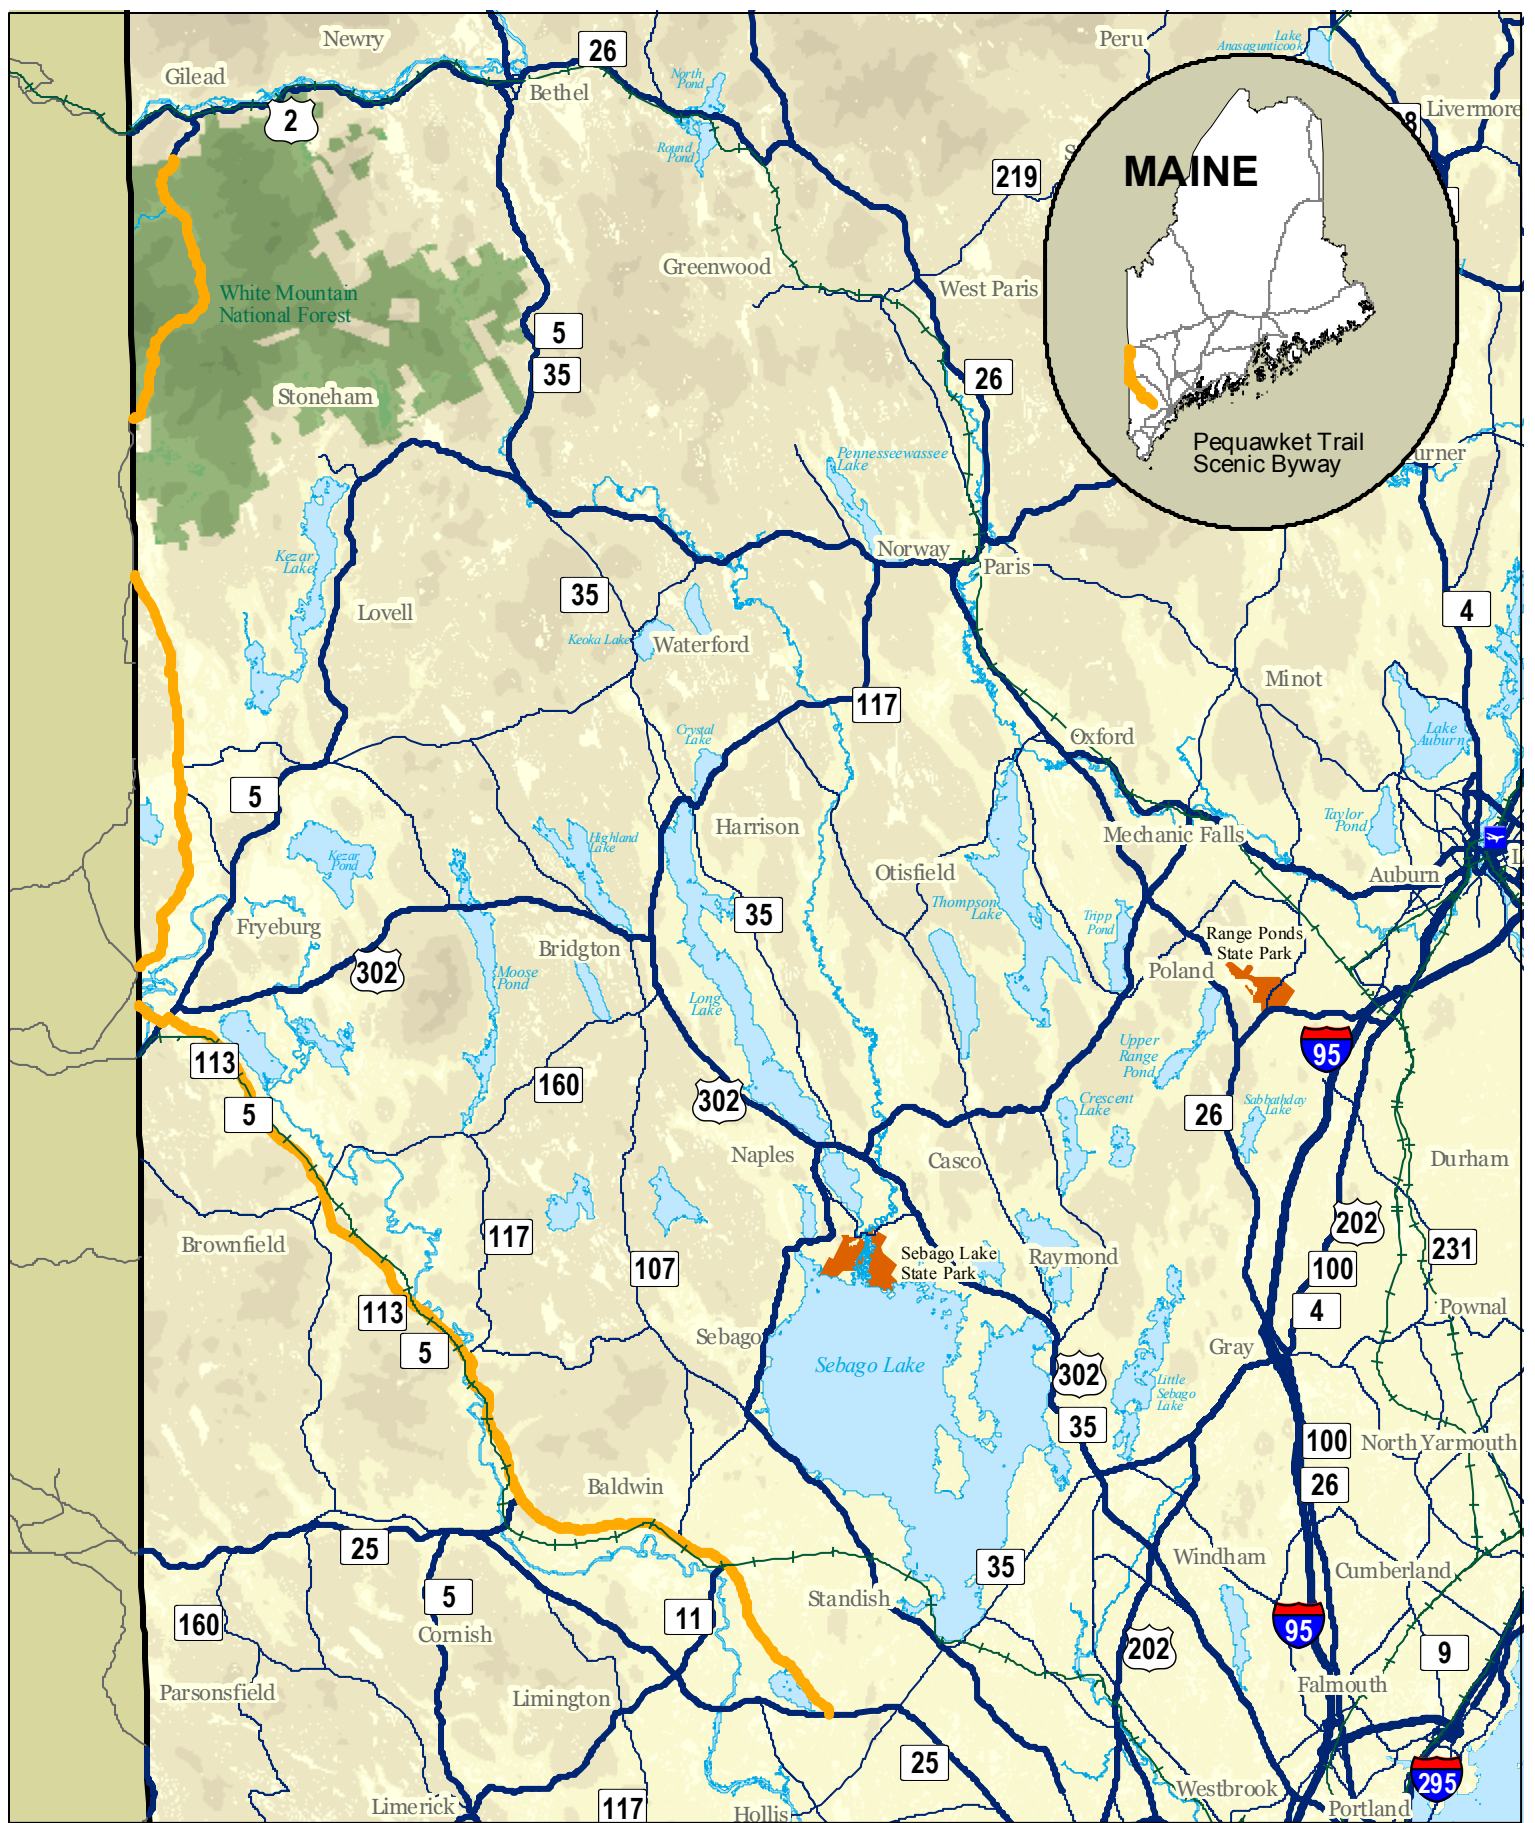 Newry
Peru
Lake
Anasagunticook
26
Gilead
Bethel
North
Pond
Livermore
2
8
Round
Pond
MAINE
219
Greenwood
West Paris
White Mountain
National Forest
5
35
26
Stoneham
Pequawket Trail
Scenic Byway
Pennesseewassee
Lake
Kezar
Lake
Norway
Paris
35
4
Lovell
Keoka Lake
Waterford
Minot
117
Crystal
Lake
Oxford
Lake
Auburn
5
Harrison
Highland
Lake
Taylor
Pond
Mechanic Falls
Kezar
Pond
Otisfield
Auburn
L
Thompson
Lake
Tripp
Pond
35
Fryeburg
Range Ponds
State Park
Bridgton
302
Moose
Pond
Poland
Long
Lake
Upper
Range
Pond
95
113
160
302
Crescent
Lake
Sabbathday
Lake
26
5
Naples
Casco
Durham
202
Brownfield
117
Sebago Lake
State Park
Raymond
231
107
100
113
4
Pownal
5
Sebago
Sebago Lake
Gray
302
Little
Sebago
Lake
35
100
North Yarmouth
Baldwin
26
25
35
Windham
Cumberland
5
Standish
160
11
95
Cornish
202
9
Parsonsfield
Limington
Falmouth
25
295
Limerick
117
Hollis
Westbrook
Portland